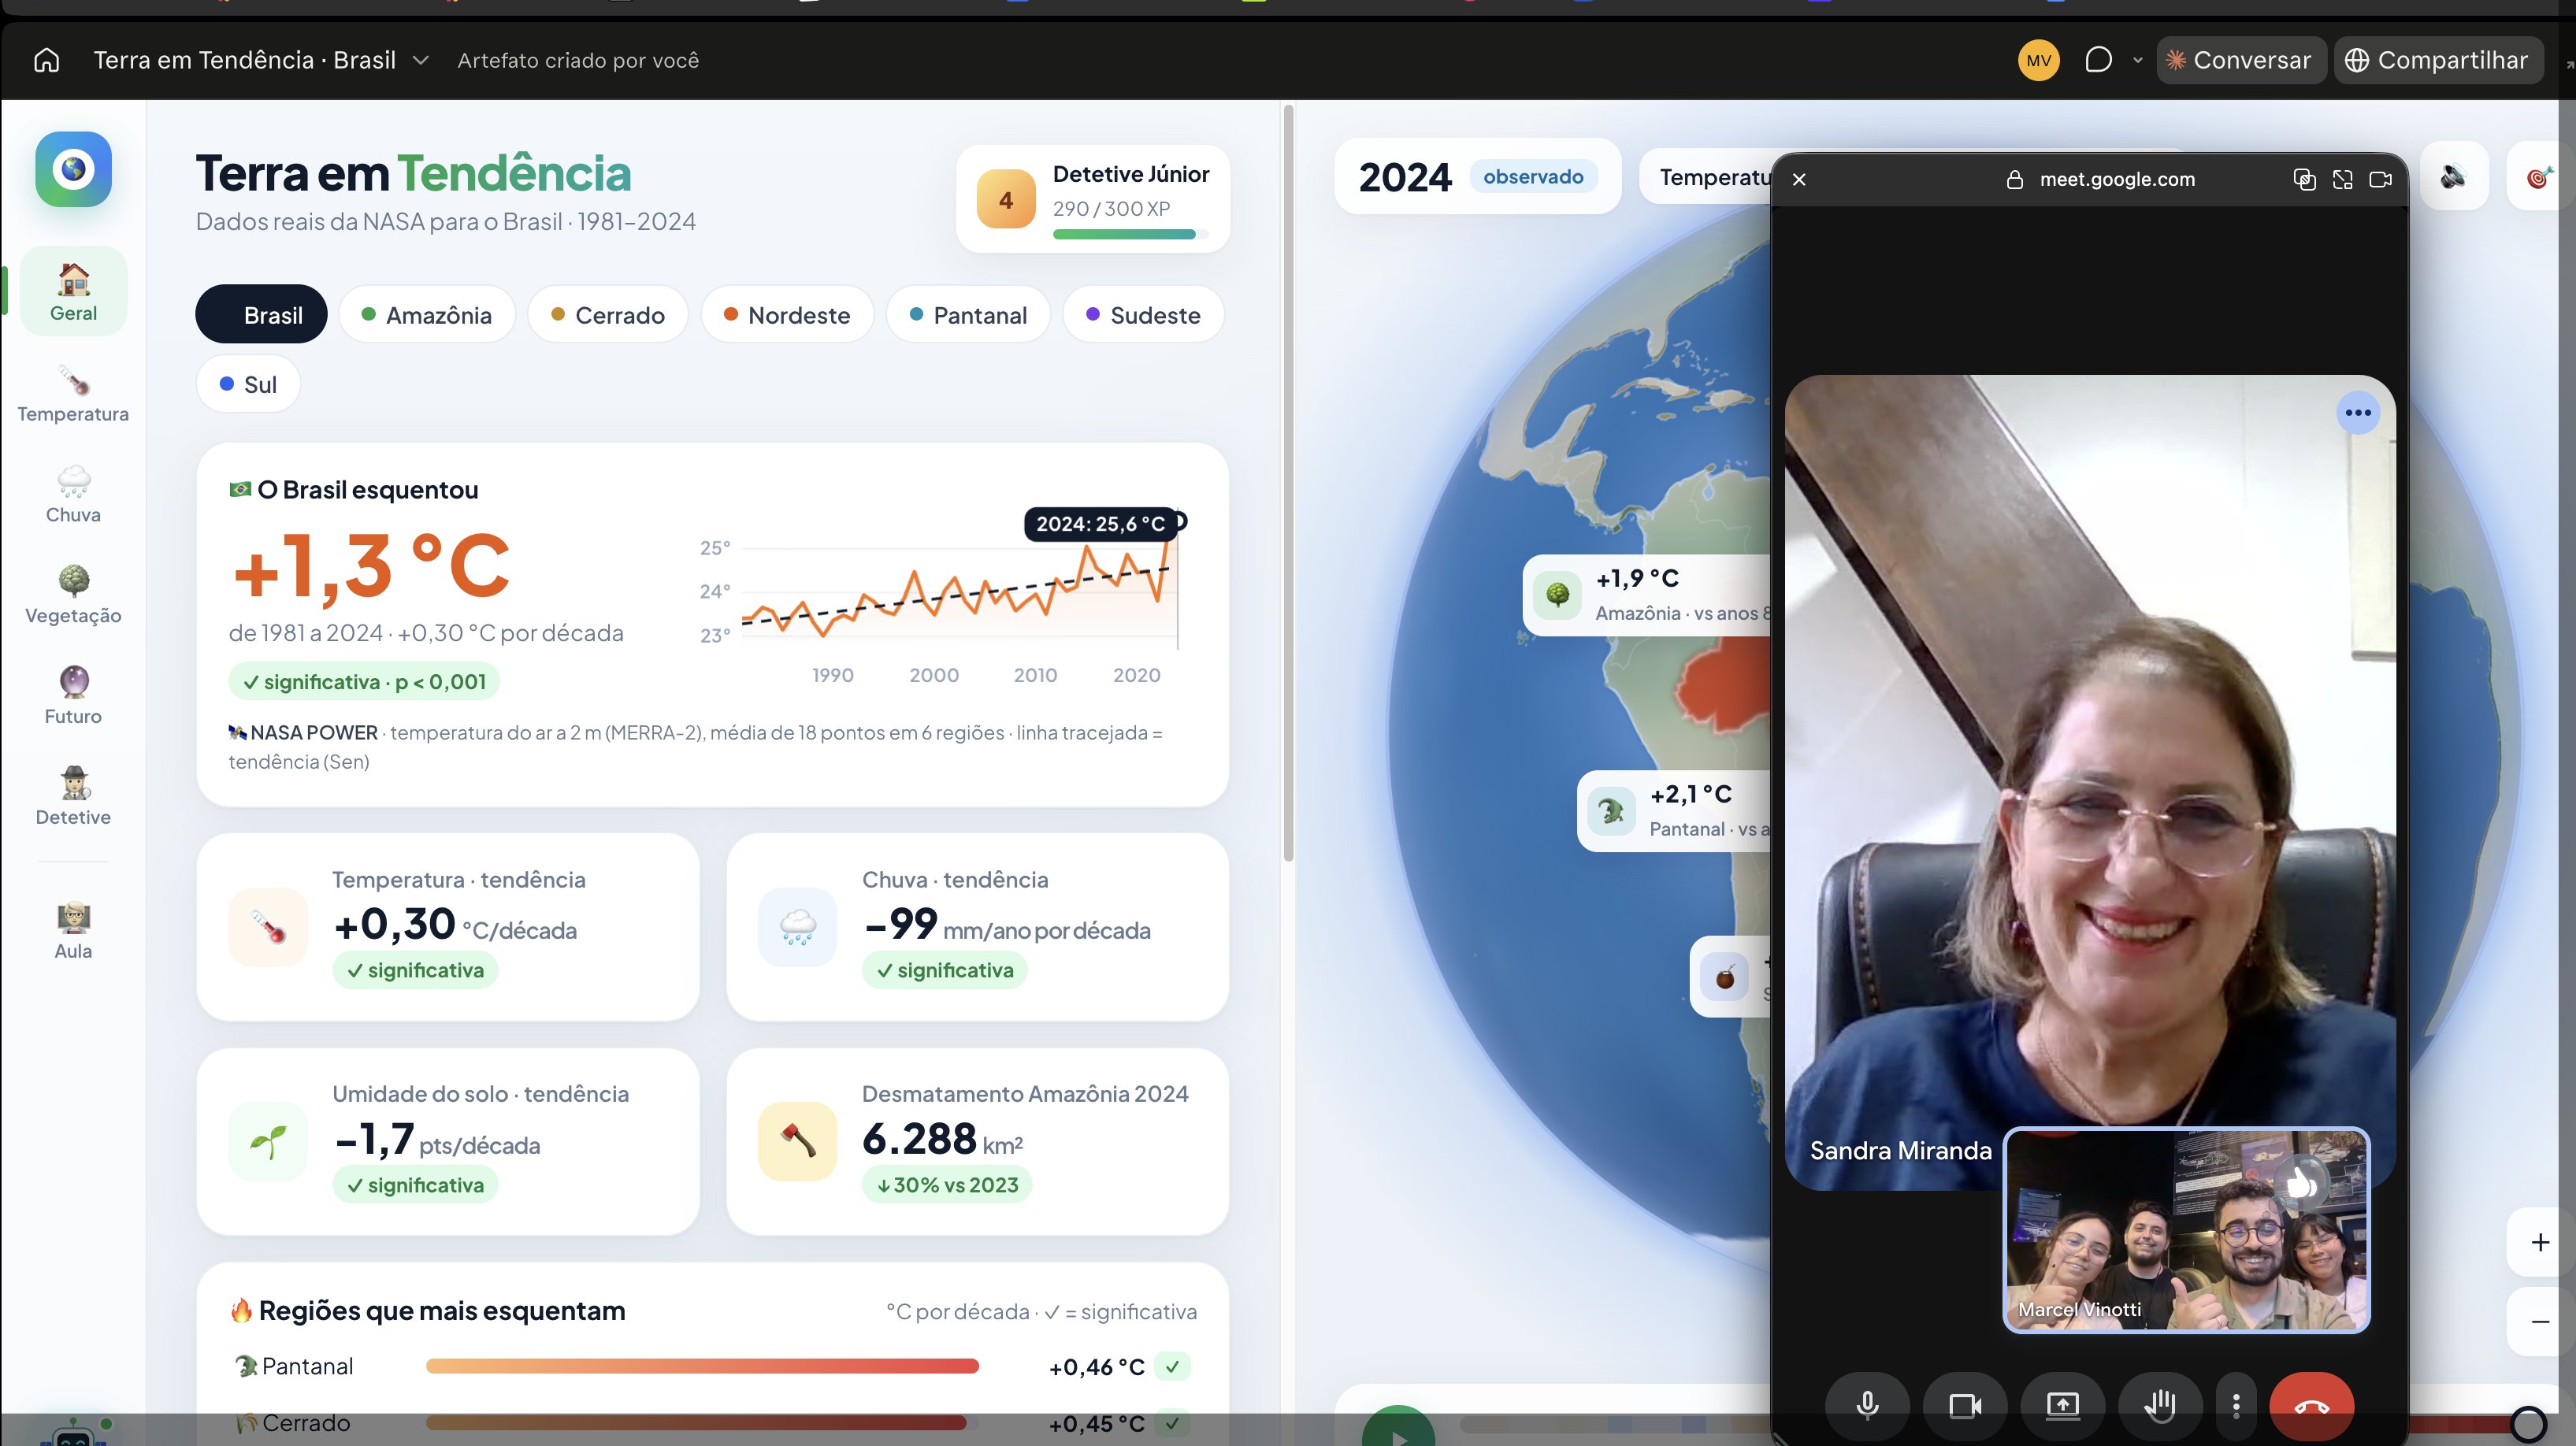 Terra em Tendência · Brasil
Artefato criado por você
MV
Conversar
Compartilhar
Terra em Tendência
Dados reais da NASA para o Brasil · 1981–2024
4
Detetive Júnior
290 / 300 XP
Geral
Temperatura
Chuva
Vegetação
Futuro
Detetive
Aula
Brasil
Amazônia
Cerrado
Nordeste
Pantanal
Sudeste
Sul
O Brasil esquentou
+1,3 °C
de 1981 a 2024 · +0,30 °C por década
✓ significativa · p < 0,001
2024: 25,6 °C
25°
24°
23°
1990
2000
2010
2020
NASA POWER · temperatura do ar a 2 m (MERRA-2), média de 18 pontos em 6 regiões · linha tracejada =
tendência (Sen)
Temperatura · tendência
+0,30 °C/década
✓ significativa
Chuva · tendência
−99 mm/ano por década
✓ significativa
Umidade do solo · tendência
−1,7 pts/década
✓ significativa
Desmatamento Amazônia 2024
6.288 km²
↓ 30% vs 2023
Regiões que mais esquentam
°C por década · ✓ = significativa
Pantanal
+0,46 °C ✓
Cerrado
+0,45 °C ✓
2024
observado
+1,9 °C
Amazônia · vs anos
+2,1 °C
Pantanal · vs
meet.google.com
Sandra Miranda
Marcel Vinotti